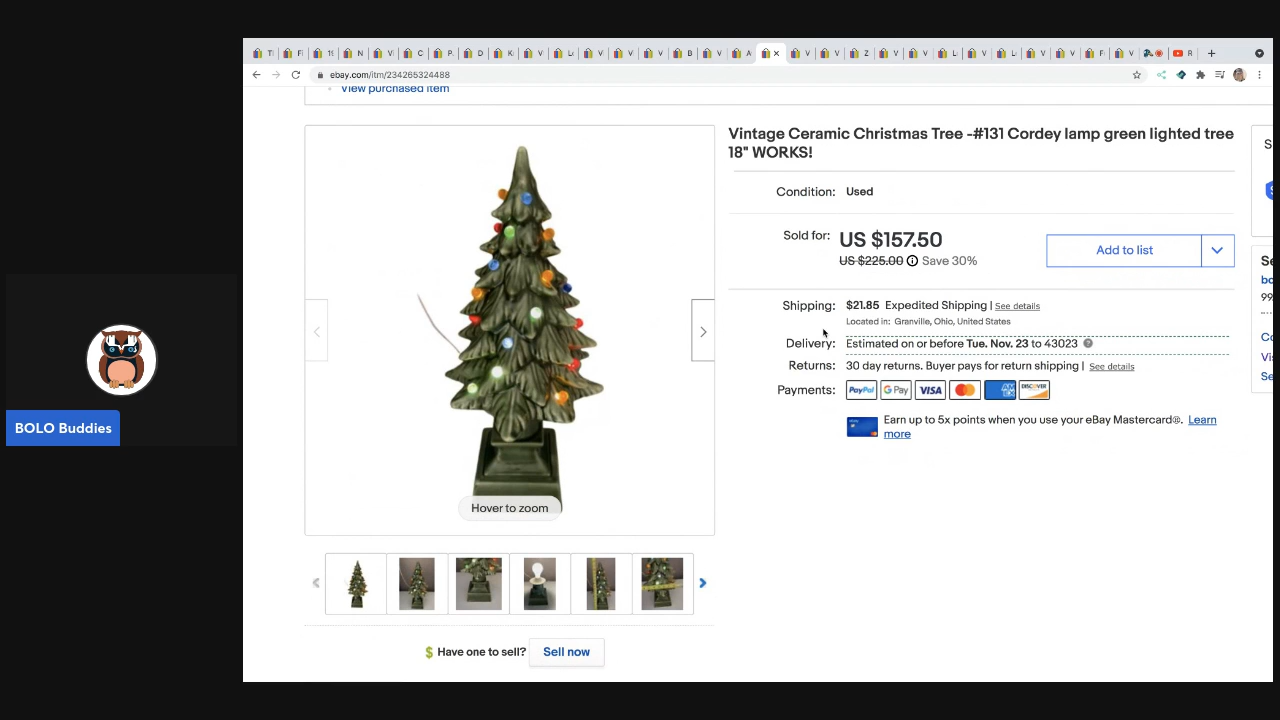 ebay.com/itm/234265324488
View purchased item
Vintage Ceramic Christmas Tree -#131 Cordey lamp green lighted tree
18" WORKS!
Condition: Used
Sold for: US $157.50
US $225.00 Save 30%
Add to list
Shipping: $21.85 Expedited Shipping | See details
Located in: Granville, Ohio, United States
Delivery: Estimated on or before Tue. Nov. 23 to 43023
Returns: 30 day returns. Buyer pays for return shipping | See details
Payments: PayPal G Pay VISA DISCOVER
Earn up to 5x points when you use your eBay Mastercard®. Learn
more
Hover to zoom
$ Have one to sell? Sell now
BOLO Buddies